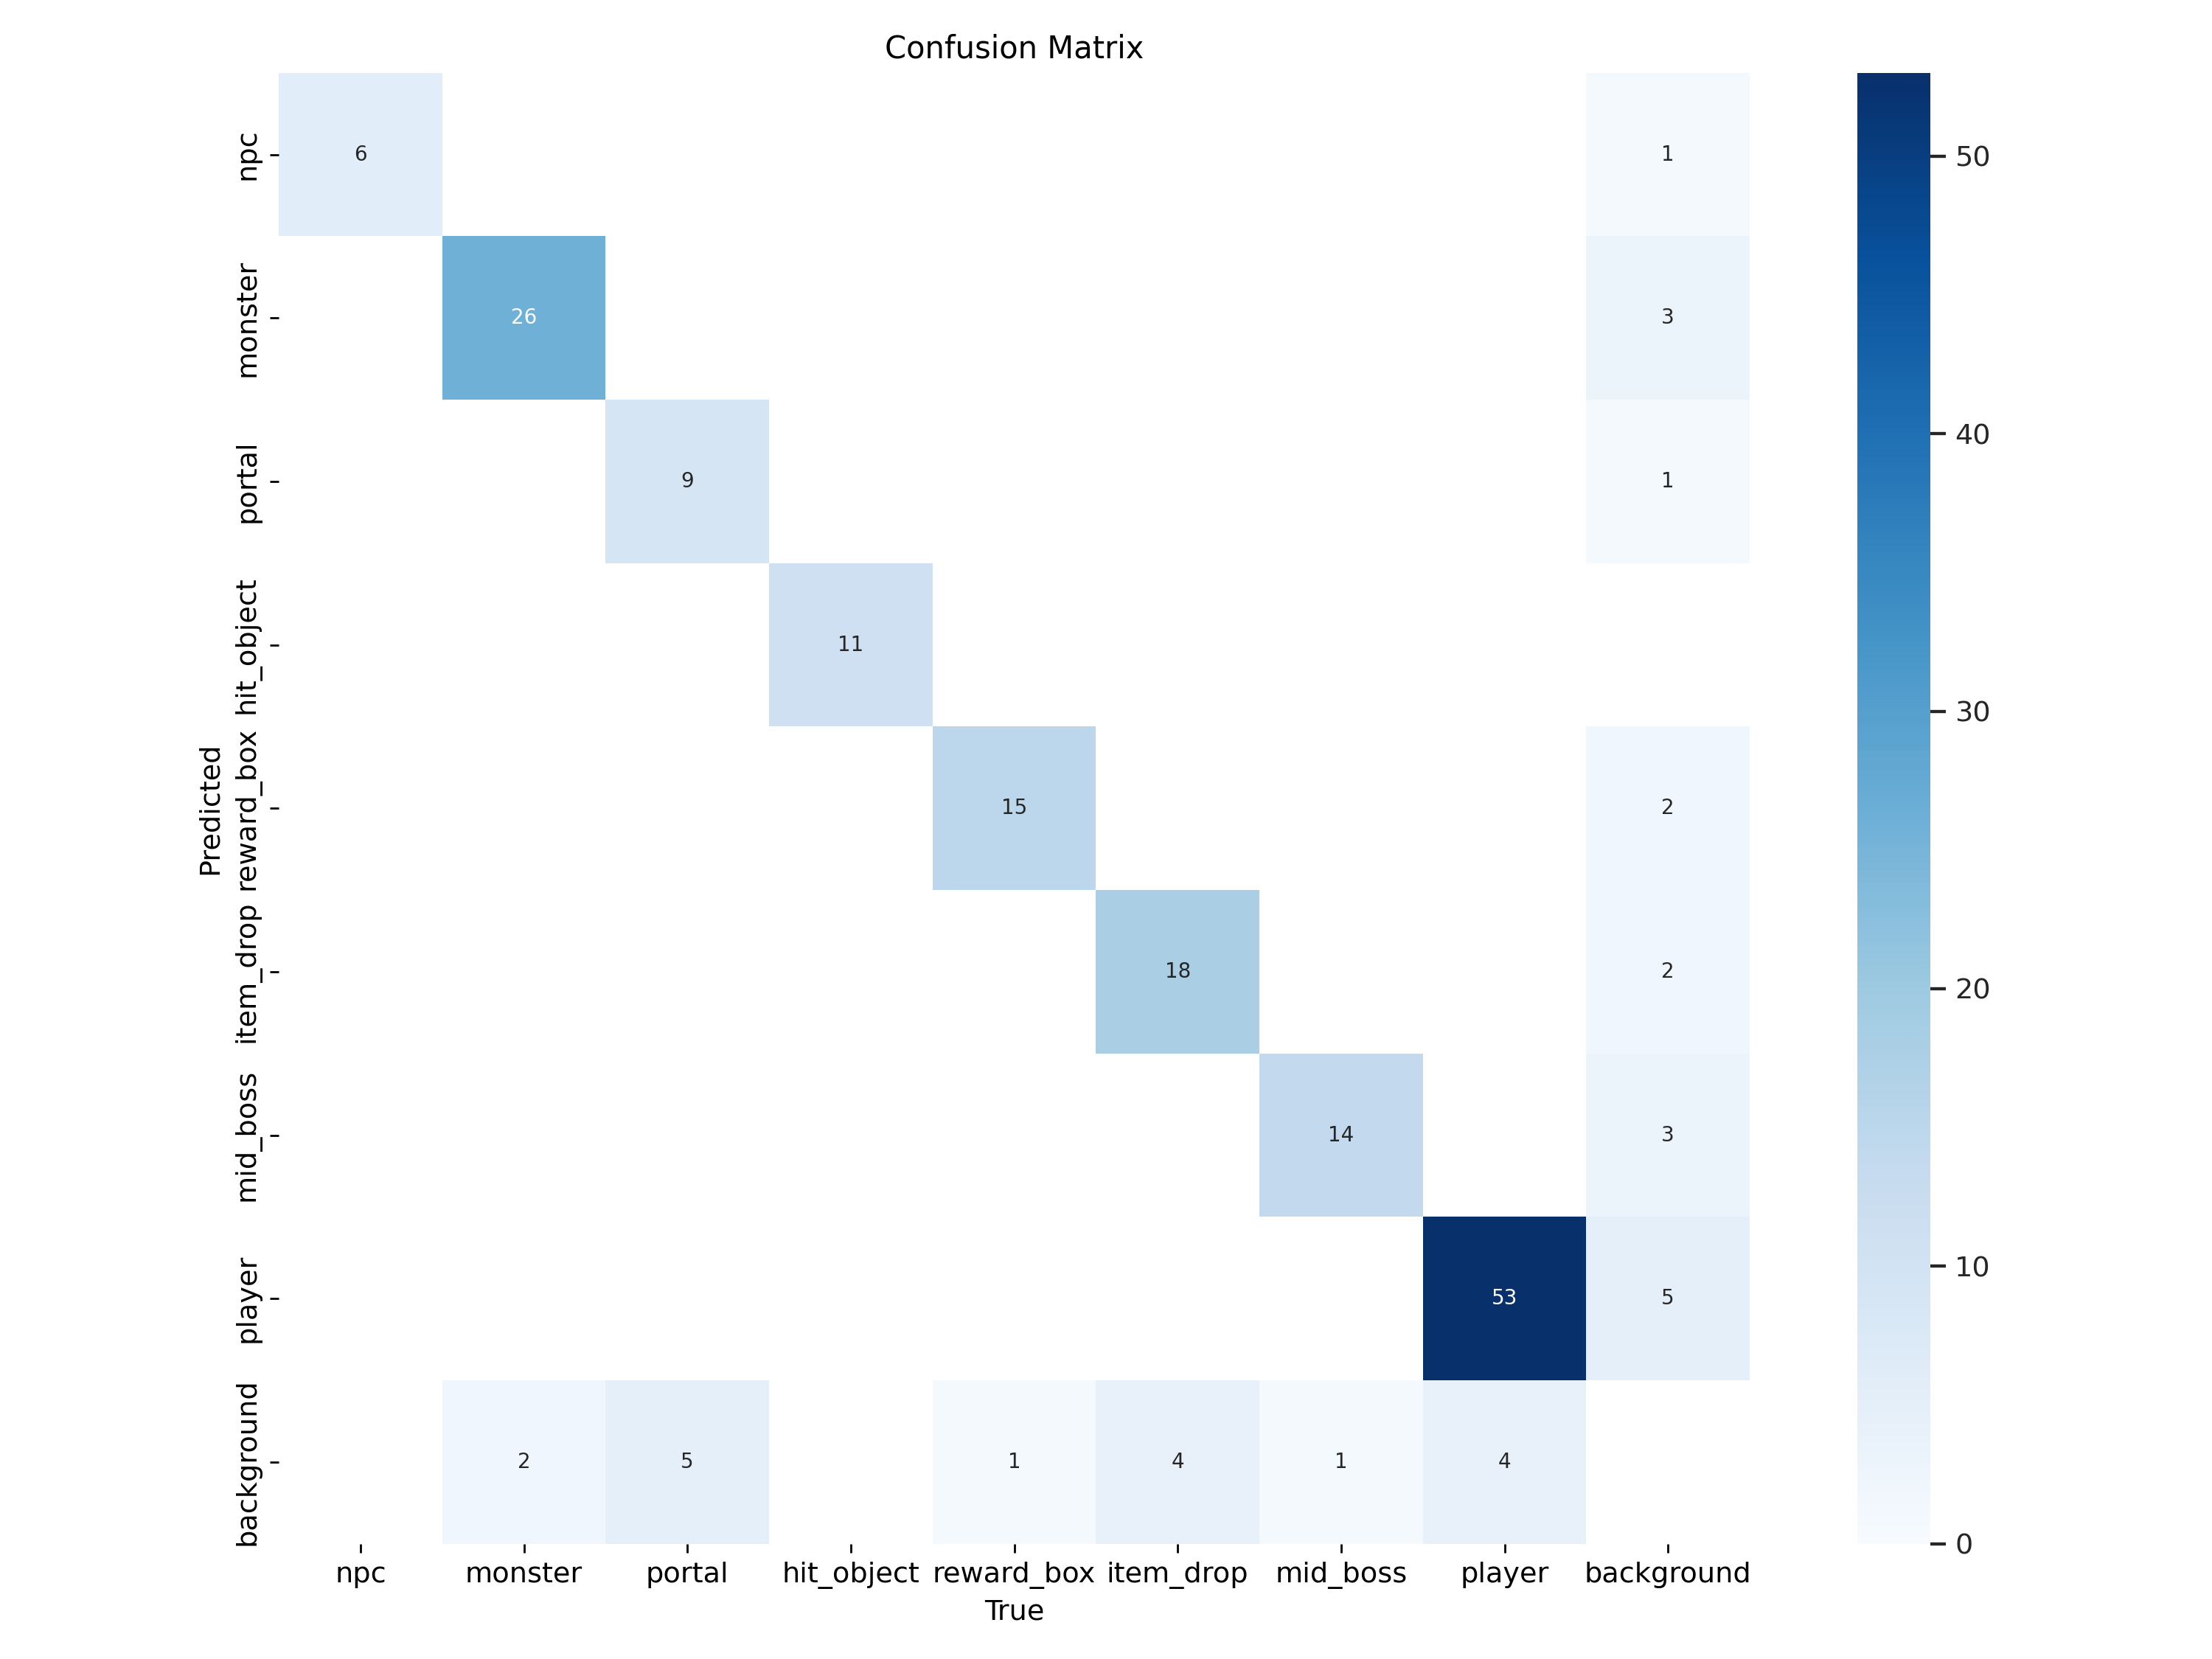 Confusion Matrix
npc 6 1
monster 26 3
portal 9 1
hit_object 11
reward_box 15 2
item_drop 18 2
mid_boss 14 3
player 53 5
background 2 5 1 4 1 4
Predicted
npc monster portal hit_object reward_box item_drop mid_boss player background
True
50
40
30
20
10
0